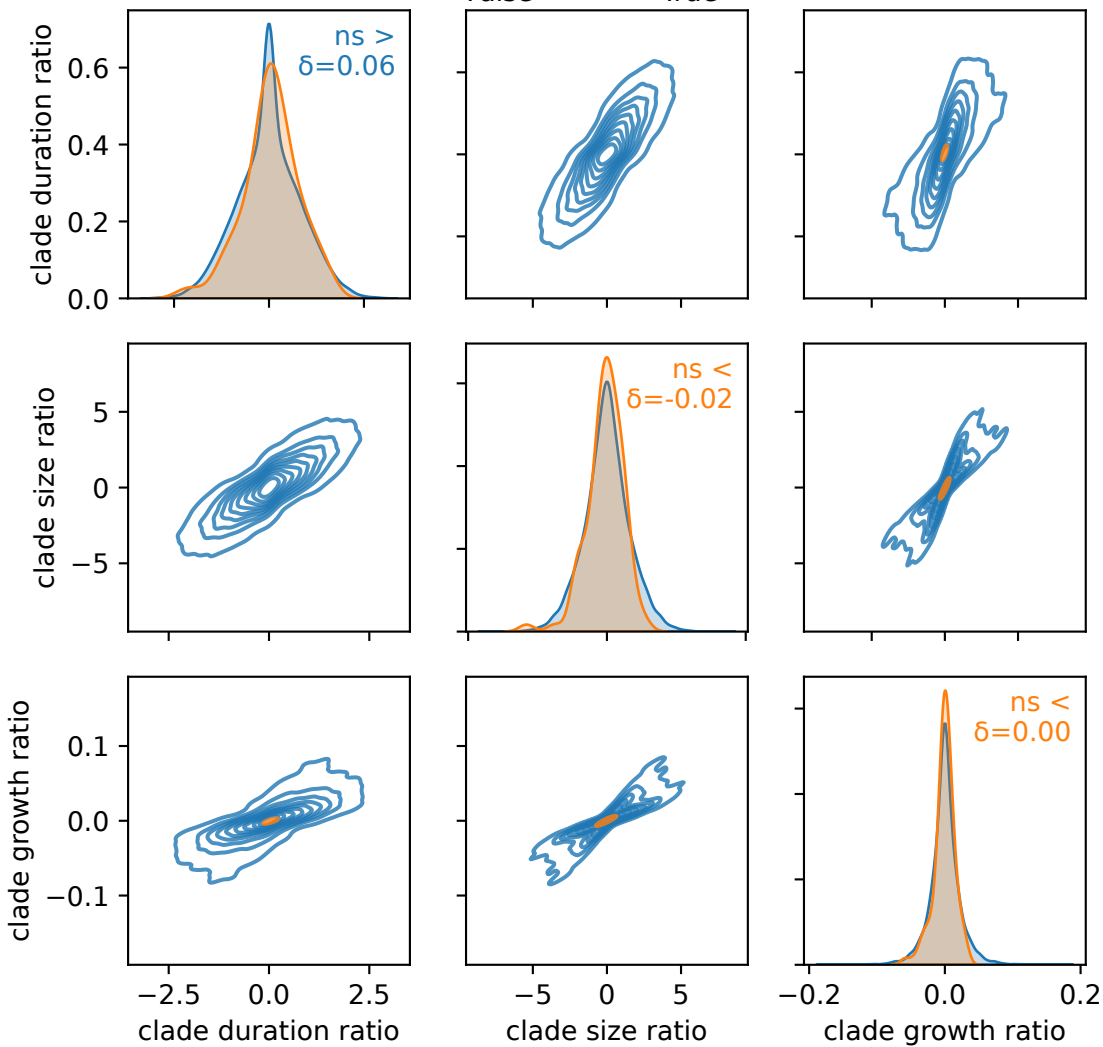 clade duration ratio
0.6
0.4
0.2
0.0
ns >
δ=0.06
clade size ratio
5
0
−5
ns <
δ=-0.02
clade growth ratio
0.1
0.0
−0.1
ns <
δ=0.00
−2.5 0.0 2.5
clade duration ratio
−5 0 5
clade size ratio
−0.2 0.0 0.2
clade growth ratio